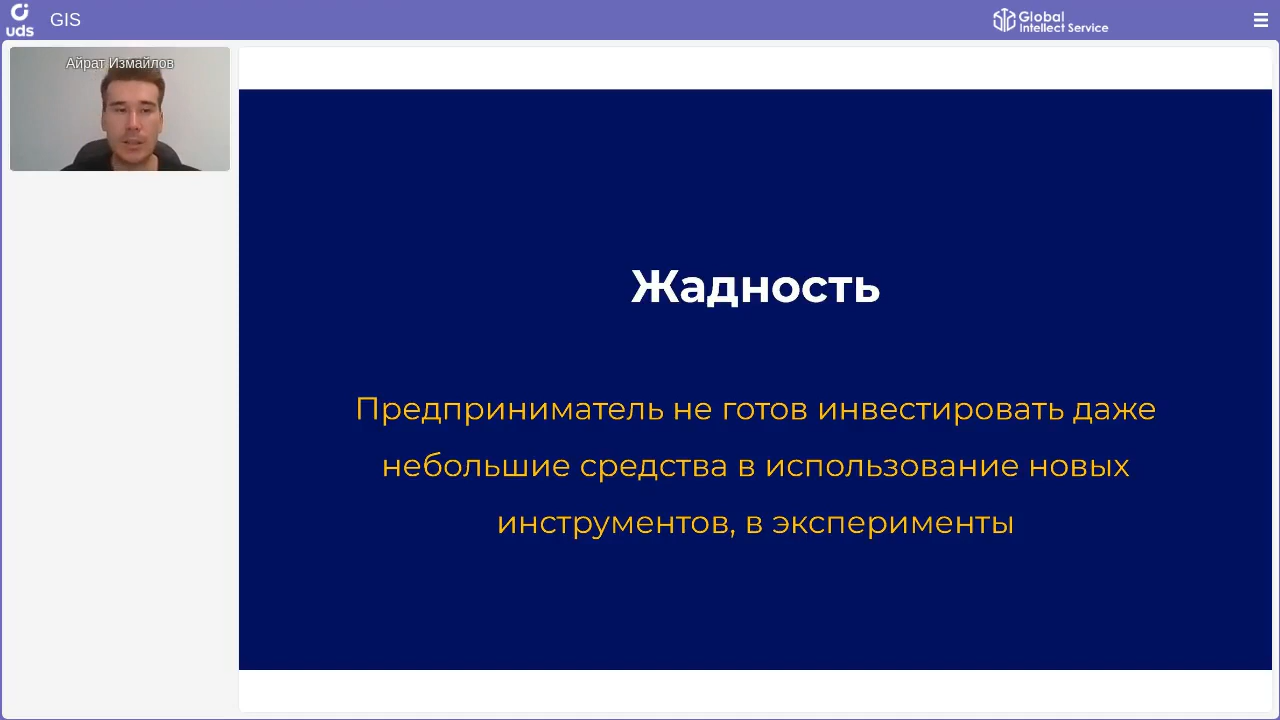 uds
GIS
Global
Intellect Service
Айрат Измайлов
Жадность
Предприниматель не готов инвестировать даже
небольшие средства в использование новых
инструментов, в эксперименты